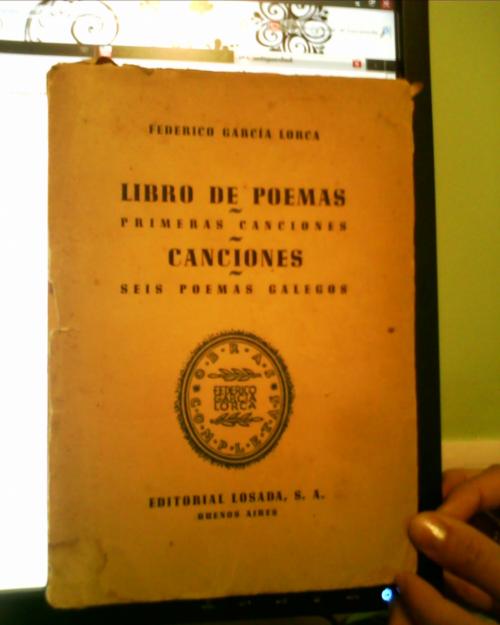 FEDERICO GARCÍA LORCA
LIBRO DE POEMAS
PRIMERAS CANCIONES
CANCIONES
SEIS POEMAS GALEGOS
OBRAS
FEDERICO
GARCÍA
LORCA
COMPLETAS
EDITORIAL LOSADA, S. A.
BUENOS AIRES